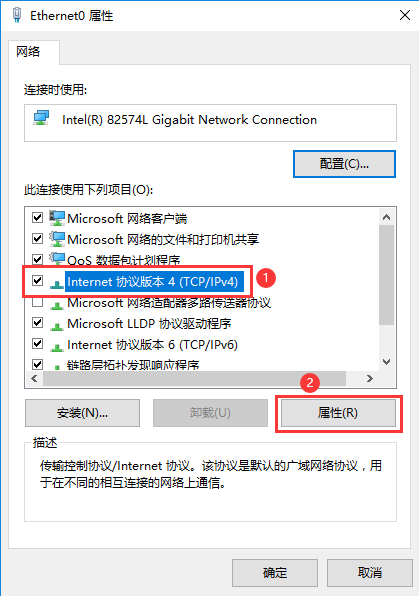 Ethernet0 属性
网络
连接时使用:
Intel(R) 82574L Gigabit Network Connection
配置(C)...
此连接使用下列项目(O):
Microsoft 网络客户端
Microsoft 网络的文件和打印机共享
QoS 数据包计划程序
Internet 协议版本 4 (TCP/IPv4)
1
Microsoft 网络适配器多路传送器协议
Microsoft LLDP 协议驱动程序
Internet 协议版本 6 (TCP/IPv6)
链路层拓扑发现响应程序
2
安装(N)...
卸载(U)
属性(R)
描述
传输控制协议/Internet 协议。该协议是默认的广域网络协议，用
于在不同的相互连接的网络上通信。
确定
取消